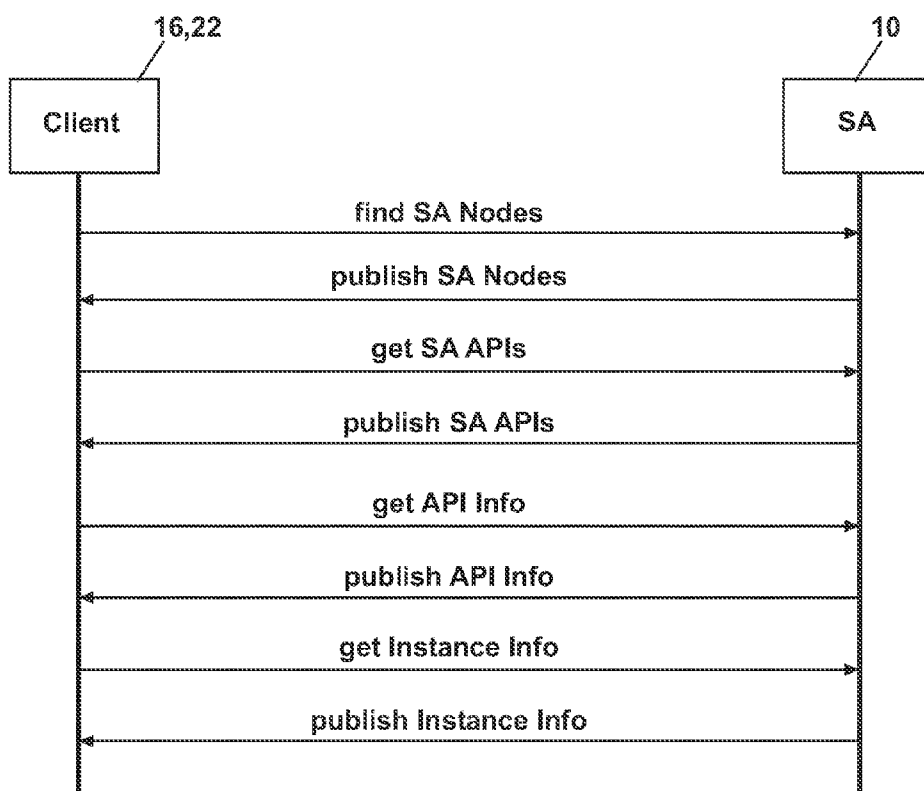 16,22
10
Client
SA
find SA Nodes
publish SA Nodes
get SA APIs
publish SA APIs
get API Info
publish API Info
get Instance Info
publish Instance Info